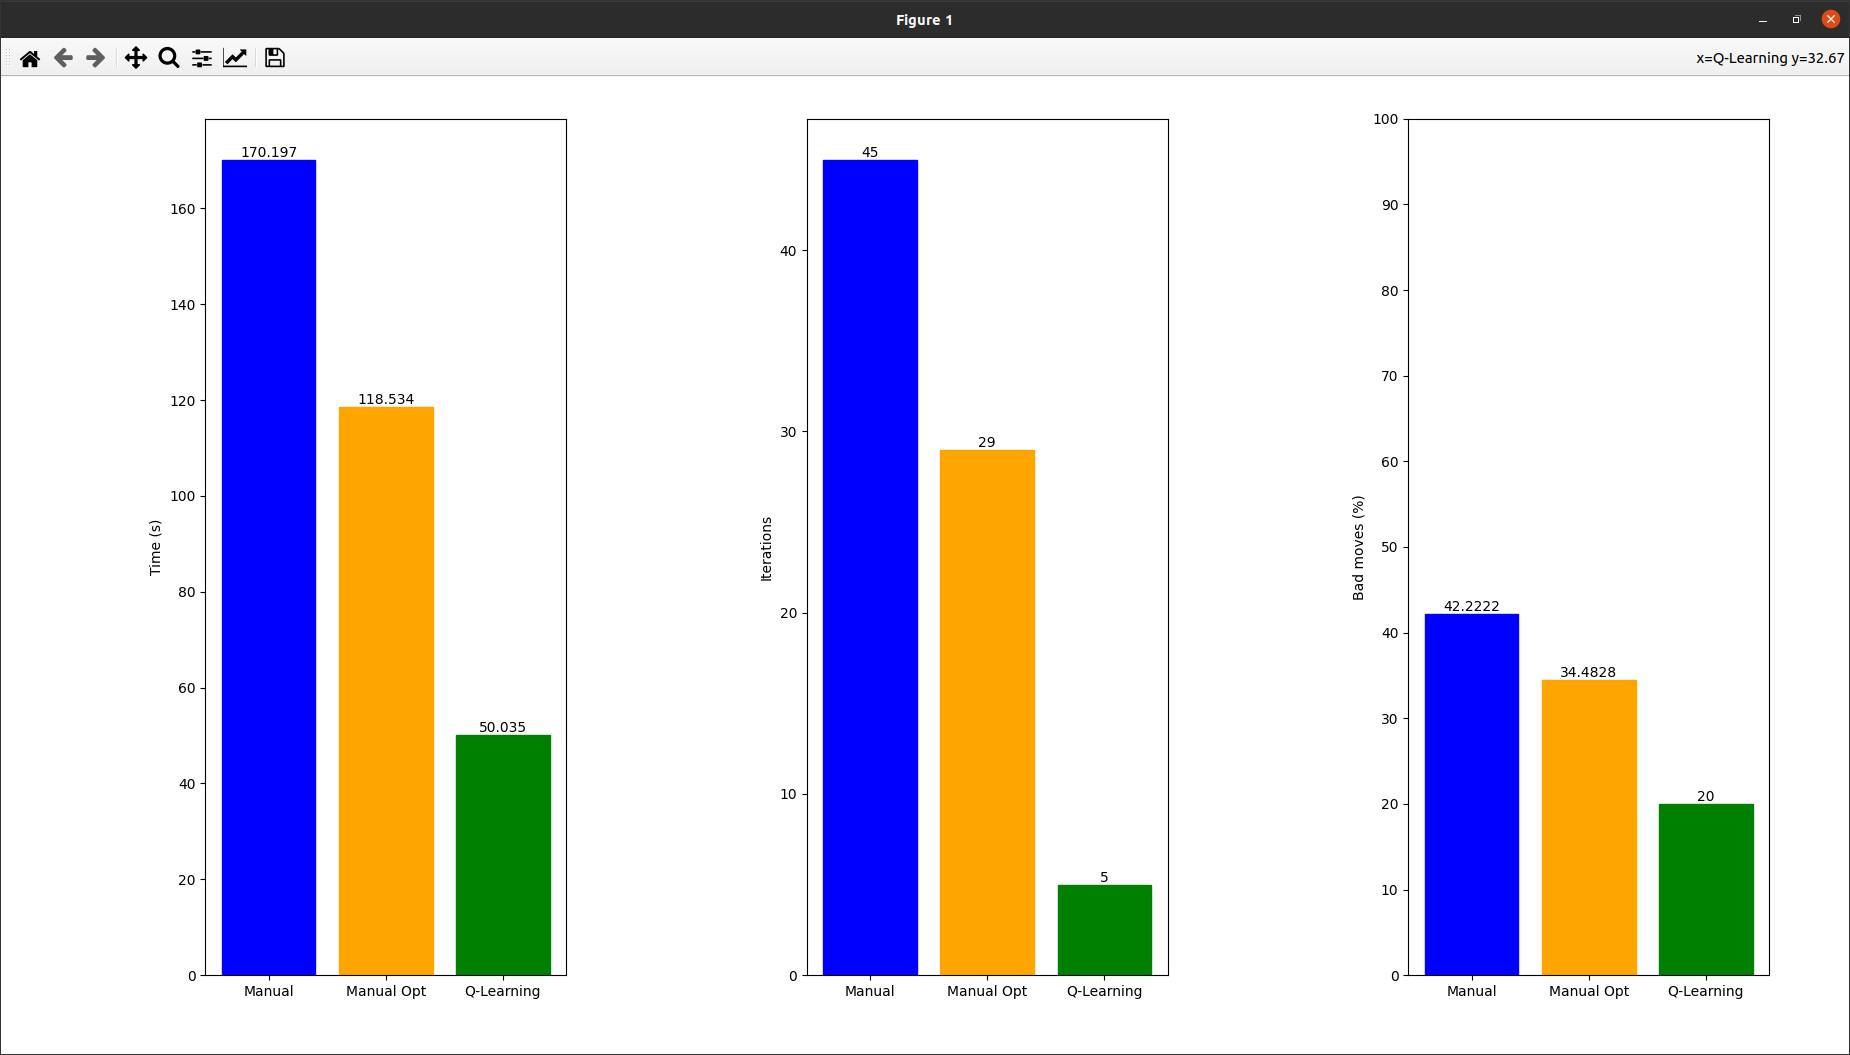 Figure 1
x=Q-Learning y=32.67
Time (s)
160
140
120
100
80
60
40
20
0
170.197
118.534
50.035
Manual
Manual Opt
Q-Learning
Iterations
40
30
20
10
0
45
29
5
Manual
Manual Opt
Q-Learning
Bad moves (%)
100
90
80
70
60
50
40
30
20
10
0
42.2222
34.4828
20
Manual
Manual Opt
Q-Learning